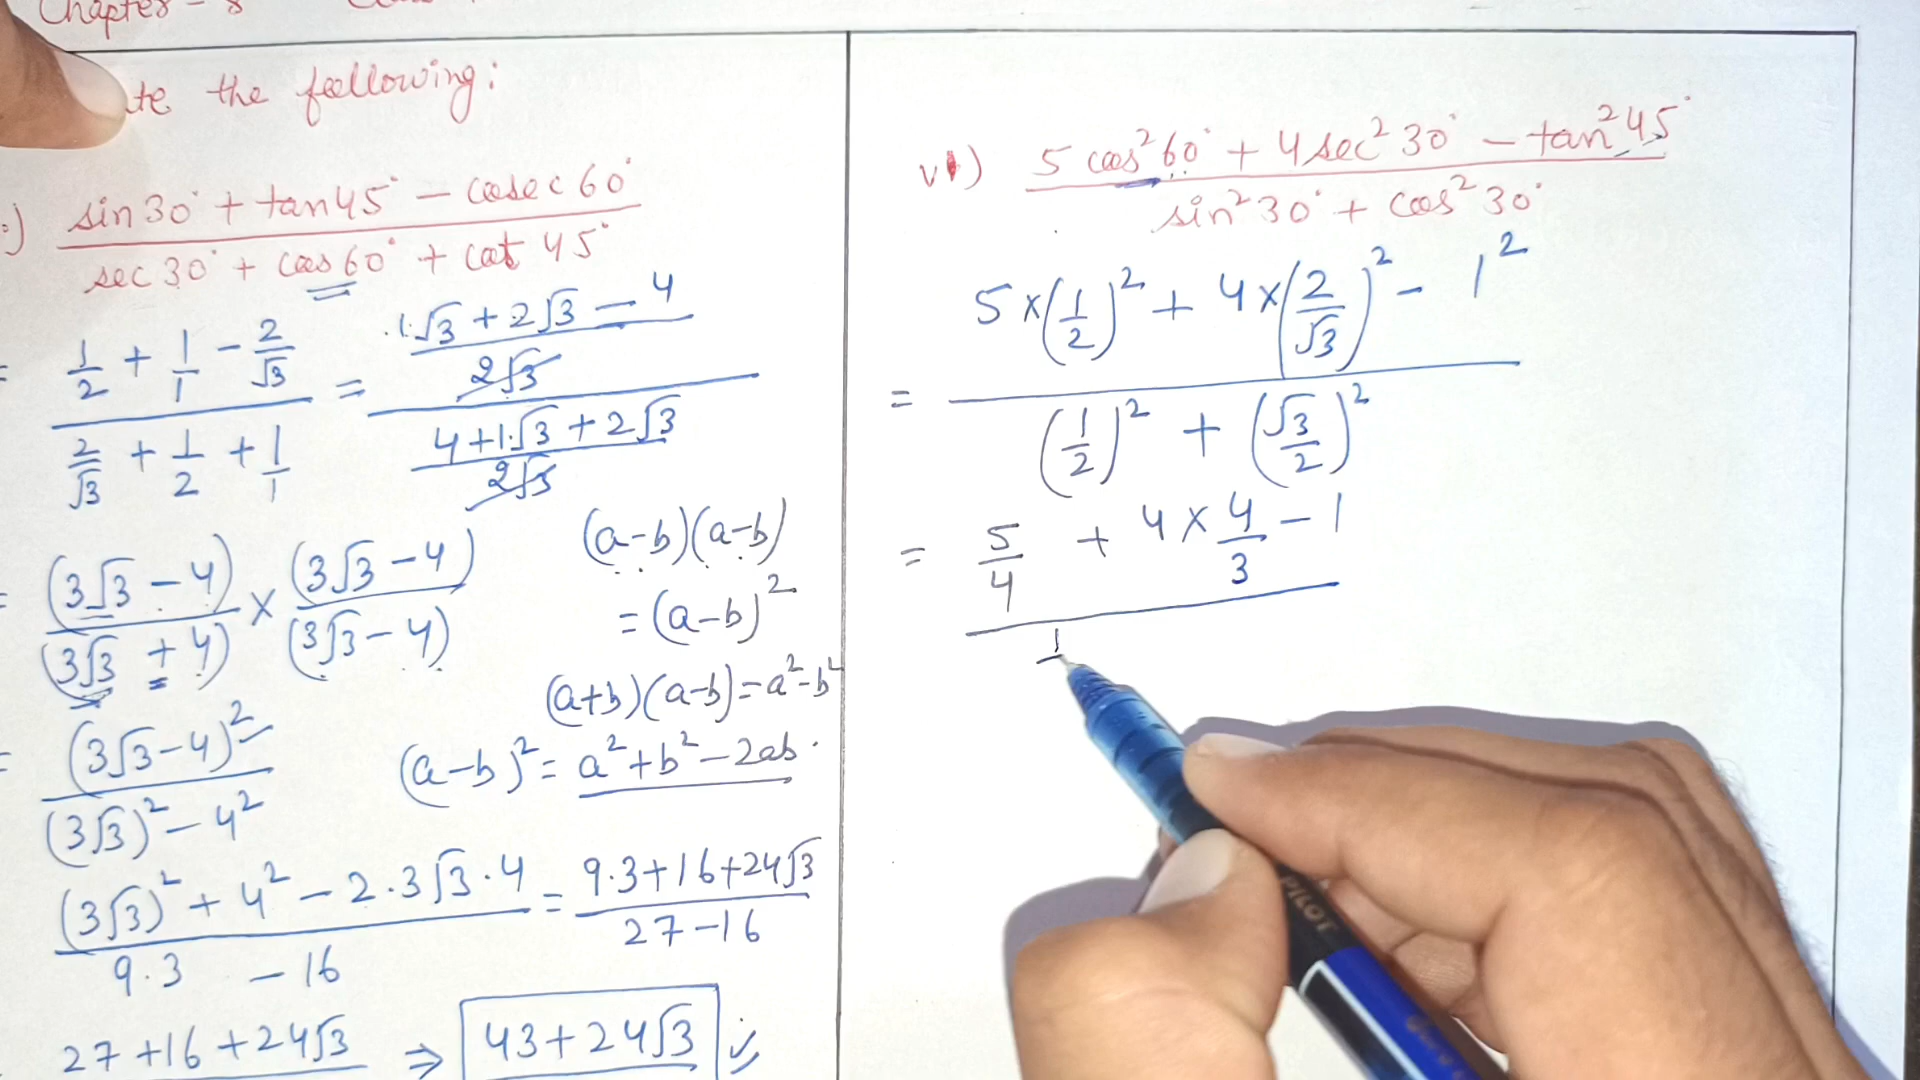 Chapter - 8
the following:
sin 30° + tan 45° - cosec 60°
sec 30° + cos 60° + cot 45°
= 1/2 + 1/1 - 2/√3 = 1.√3 + 2√3 - 4
2√3
2/√3 + 1/2 + 1/1
4 + 1.√3 + 2√3
2√3
= (3√3 - 4) × (3√3 - 4)
(3√3 + 4) (3√3 - 4)
(a-b)(a-b)
= (a-b)²
(a+b)(a-b) = a²-b²
= (3√3-4)²
(3√3)² - 4²
(a-b)² = a²+b²-2ab.
(3√3)² + 4² - 2.3√3.4 = 9.3+16+24√3
9.3 - 16
27-16
27+16+24√3 ⇒ 43+24√3
v) 5 cos² 60° + 4 sec² 30° - tan² 45°
sin² 30° + cos² 30°
= 5×(1/2)² + 4×(2/√3)² - 1²
(1/2)² + (√3/2)²
= 5/4 + 4×4/3 - 1
1
PILOT